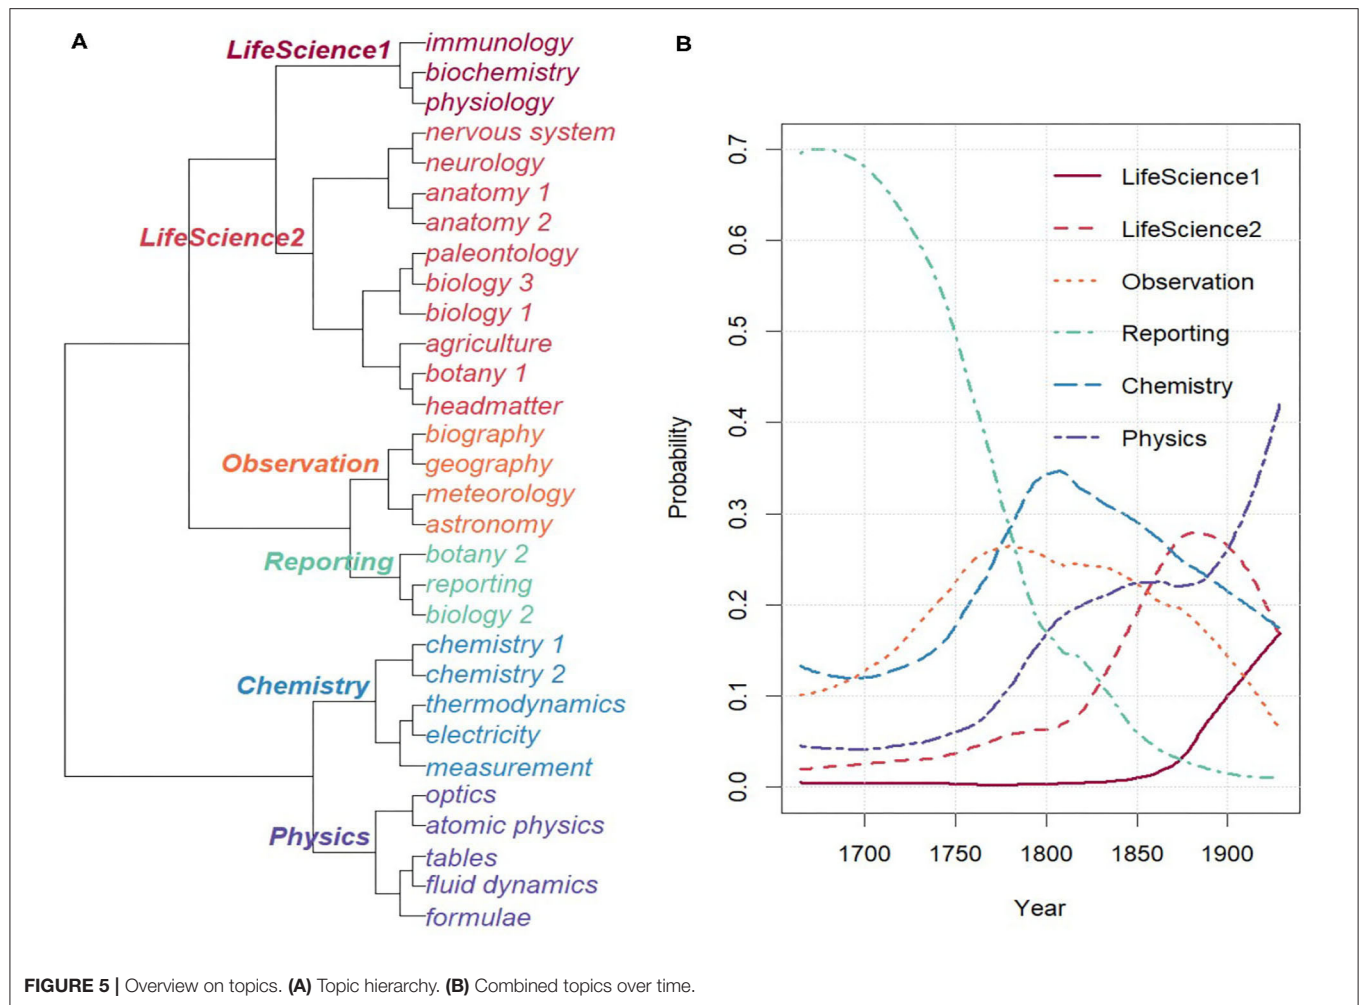 A
LifeScience1
immunology
biochemistry
physiology
nervous system
neurology
anatomy 1
anatomy 2
LifeScience2
paleontology
biology 3
biology 1
agriculture
botany 1
headmatter
biography
Observation
geography
meteorology
astronomy
botany 2
Reporting
reporting
biology 2
chemistry 1
chemistry 2
Chemistry
thermodynamics
electricity
measurement
optics
atomic physics
Physics
tables
fluid dynamics
formulae
B
0.7
0.6
0.5
0.4
0.3
0.2
0.1
0.0
Probability
LifeScience1
LifeScience2
Observation
Reporting
Chemistry
Physics
1700 1750 1800 1850 1900
Year
FIGURE 5 | Overview on topics. (A) Topic hierarchy. (B) Combined topics over time.